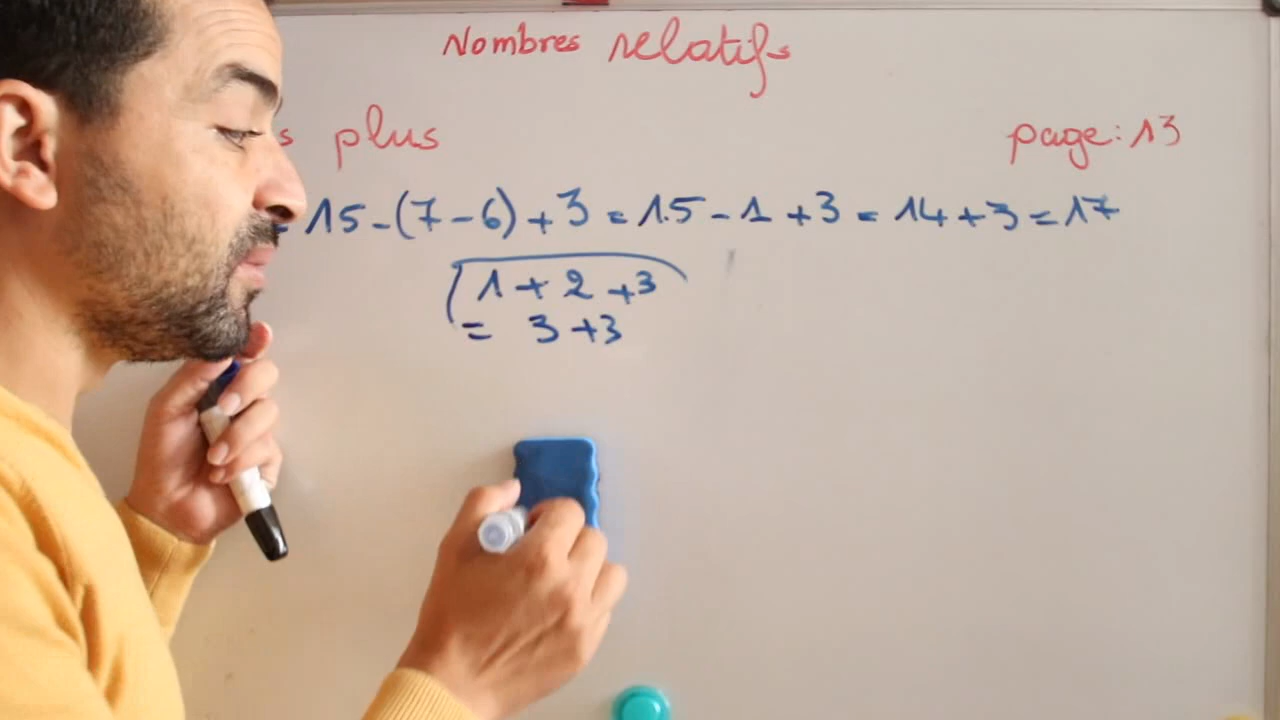 Nombres relatifs
plus
page: 13
= 15 - (7 - 6) + 3 = 15 - 1 + 3 = 14 + 3 = 17
1 + 2 + 3
= 3 + 3